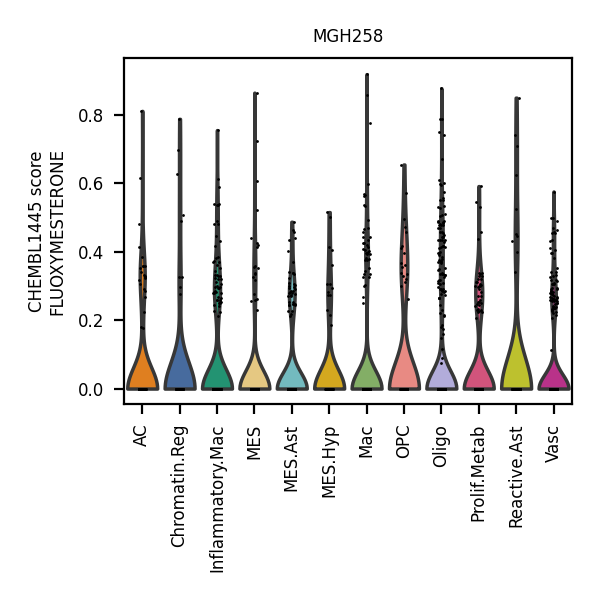 MGH258
CHEMBL1445 score
FLUOXYMESTERONE
0.8
0.6
0.4
0.2
0.0
AC
Chromatin.Reg
Inflammatory.Mac
MES
MES.Ast
MES.Hyp
Mac
OPC
Oligo
Prolif.Metab
Reactive.Ast
Vasc